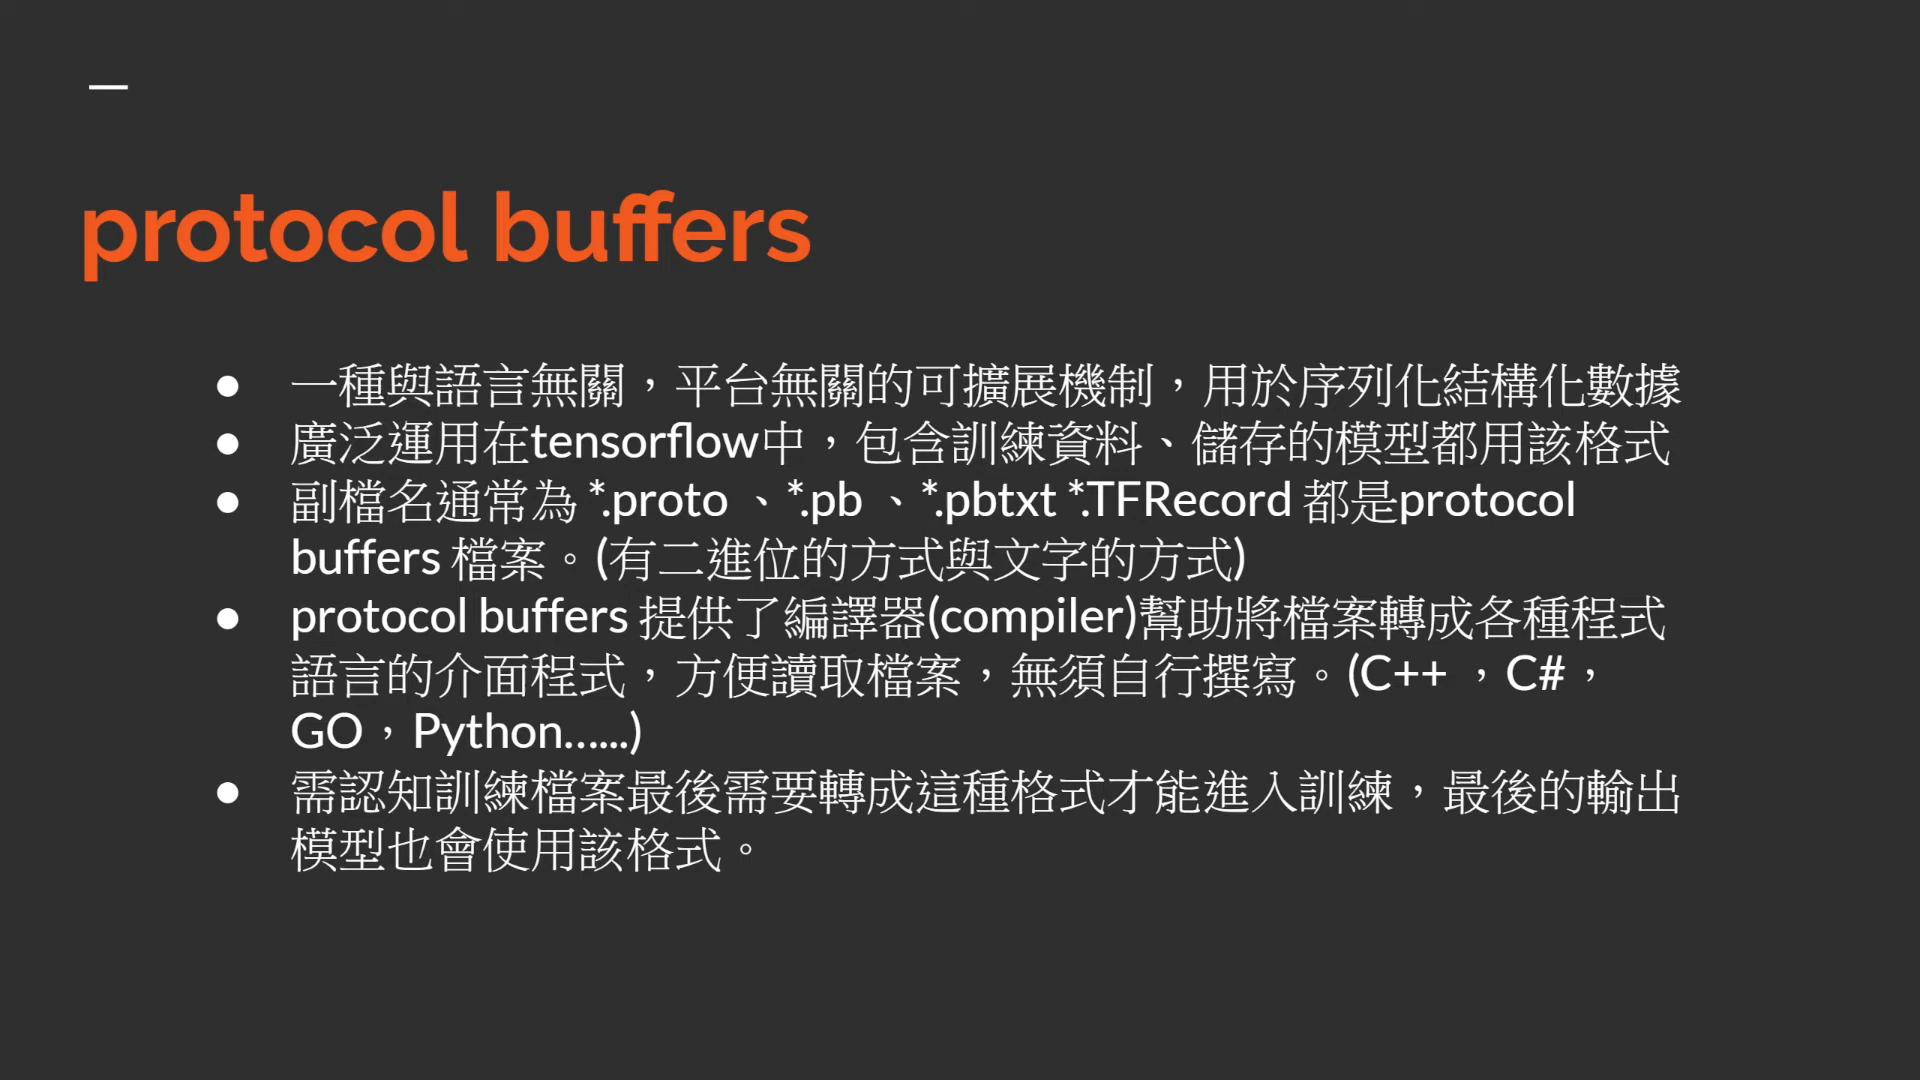 protocol buffers
● 一種與語言無關，平台無關的可擴展機制，用於序列化結構化數據
● 廣泛運用在tensorflow中，包含訓練資料、儲存的模型都用該格式
● 副檔名通常為 *.proto 、*.pb 、*.pbtxt *.TFRecord 都是protocol
buffers 檔案。(有二進位的方式與文字的方式)
● protocol buffers 提供了編譯器(compiler)幫助將檔案轉成各種程式
語言的介面程式，方便讀取檔案，無須自行撰寫。(C++ ，C#，
GO，Python…...)
● 需認知訓練檔案最後需要轉成這種格式才能進入訓練，最後的輸出
模型也會使用該格式。